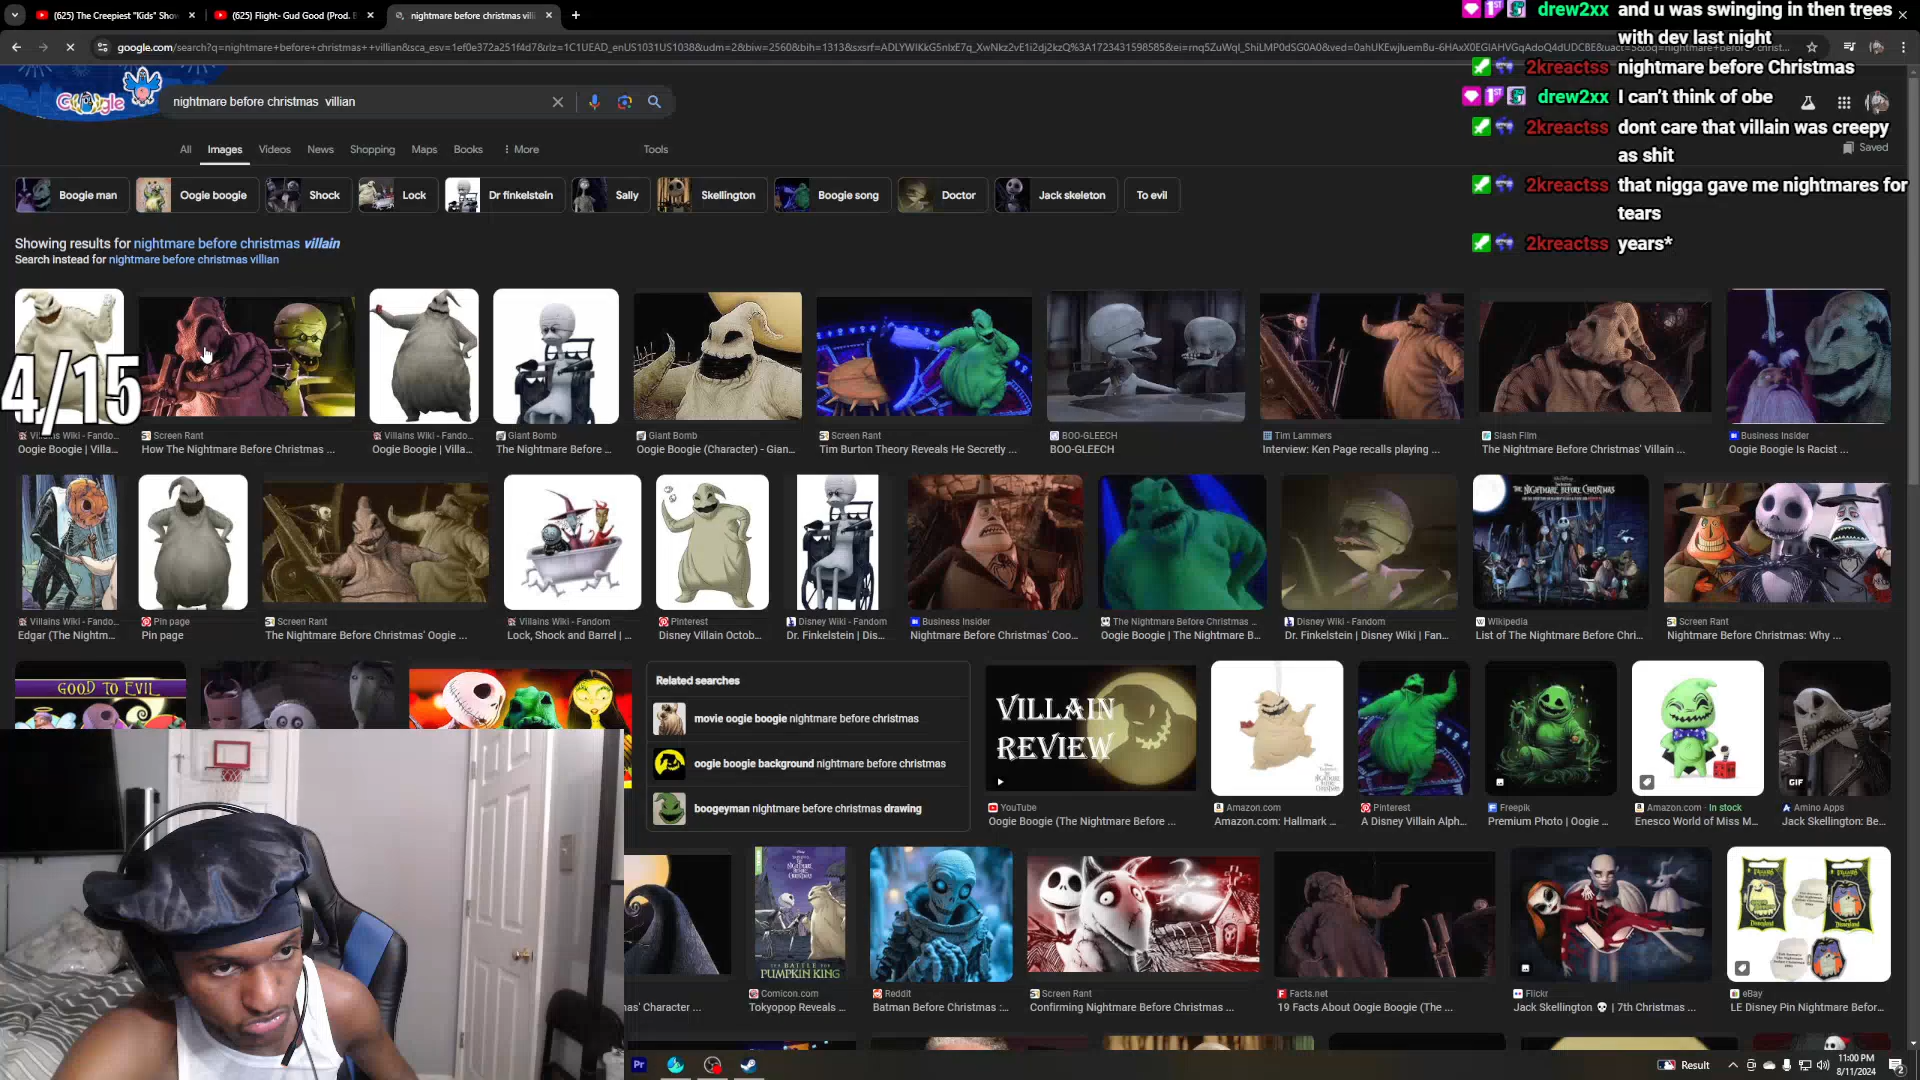 (625) The Creepiest "Kids" Show
(625) Flight- Gud Good (Prod. B
nightmare before christmas villi
nightmare before christmas  villian
Google
All
Images
Videos
News
Shopping
Maps
Books
More
Tools
Saved
Boogie man
Oogie boogie
Shock
Lock
Dr finkelstein
Sally
Skellington
Boogie song
Doctor
Jack skeleton
To evil
drew2xx and u was swinging in then trees
with dev last night
2kreactss nightmare before Christmas
drew2xx I can't think of obe
2kreactss dont care that villain was creepy
as shit
2kreactss that nigga gave me nightmares for
tears
2kreactss years*
Showing results for nightmare before christmas villain
Search instead for nightmare before christmas villian
4/15
Villains Wiki - Fando...
Oogie Boogie | Villa...
Screen Rant
How The Nightmare Before Christmas ...
Villains Wiki - Fando...
Oogie Boogie | Villa...
Giant Bomb
The Nightmare Before ...
Giant Bomb
Oogie Boogie (Character) - Gian...
Screen Rant
Tim Burton Theory Reveals He Secretly ...
BOO-GLEECH
BOO-GLEECH
Tim Lammers
Interview: Ken Page recalls playing ...
Slash Film
The Nightmare Before Christmas' Villain ...
Business Insider
Oogie Boogie Is Racist ...
Villains Wiki - Fando...
Edgar (The Nightm...
Pin page
Pin page
Screen Rant
The Nightmare Before Christmas' Oogie ...
Villains Wiki - Fandom
Lock, Shock and Barrel | ...
Pinterest
Disney Villain Octob...
Disney Wiki - Fandom
Dr. Finkelstein | Dis...
Business Insider
Nightmare Before Christmas' Coo...
The Nightmare Before Christmas ...
Oogie Boogie | The Nightmare B...
Disney Wiki - Fandom
Dr. Finkelstein | Disney Wiki | Fan...
THE NIGHTMARE BEFORE CHRISTMAS
Wikipedia
List of The Nightmare Before Chri...
Screen Rant
Nightmare Before Christmas: Why ...
GOOD TO EVIL
Related searches
movie oogie boogie nightmare before christmas
oogie boogie background nightmare before christmas
boogeyman nightmare before christmas drawing
VILLAIN
REVIEW
YouTube
Oogie Boogie (The Nightmare Before ...
Amazon.com
Amazon.com: Hallmark ...
Pinterest
A Disney Villain Alph...
Freepik
Premium Photo | Oogie ...
Amazon.com · In stock
Enesco World of Miss M...
GIF
Amino Apps
Jack Skellington: Be...
nas' Character ...
PUMPKIN KING
Comicon.com
Tokyopop Reveals ...
Reddit
Batman Before Christmas :...
Screen Rant
Confirming Nightmare Before Christmas ...
Facts.net
19 Facts About Oogie Boogie (The ...
Flickr
Jack Skellington 💀 | 7th Christmas ...
eBay
LE Disney Pin Nightmare Befor...
Pr
Result
11:00 PM
8/11/2024
2